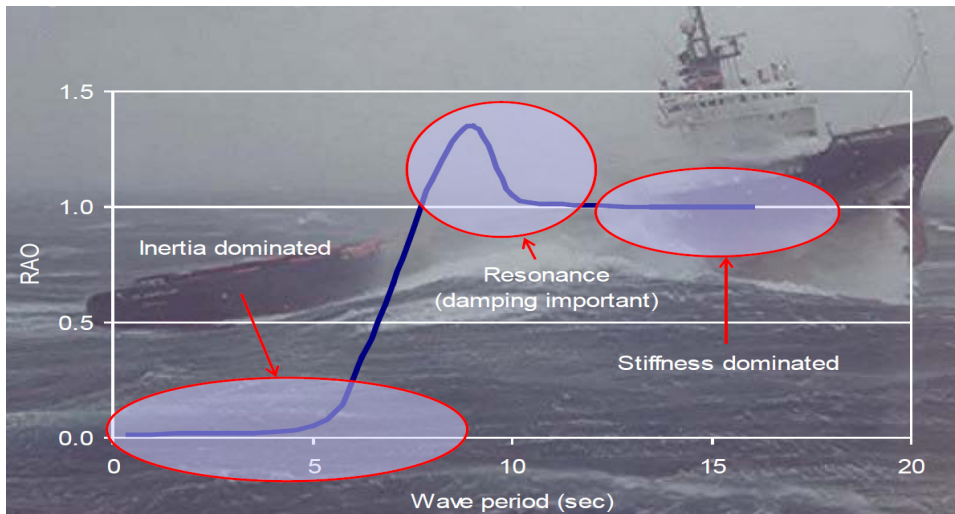 1.5
1.0
0.5
0.0
RAO
Inertia dominated
Resonance
(damping important)
Stiffness dominated
0
5
10
15
20
Wave period (sec)